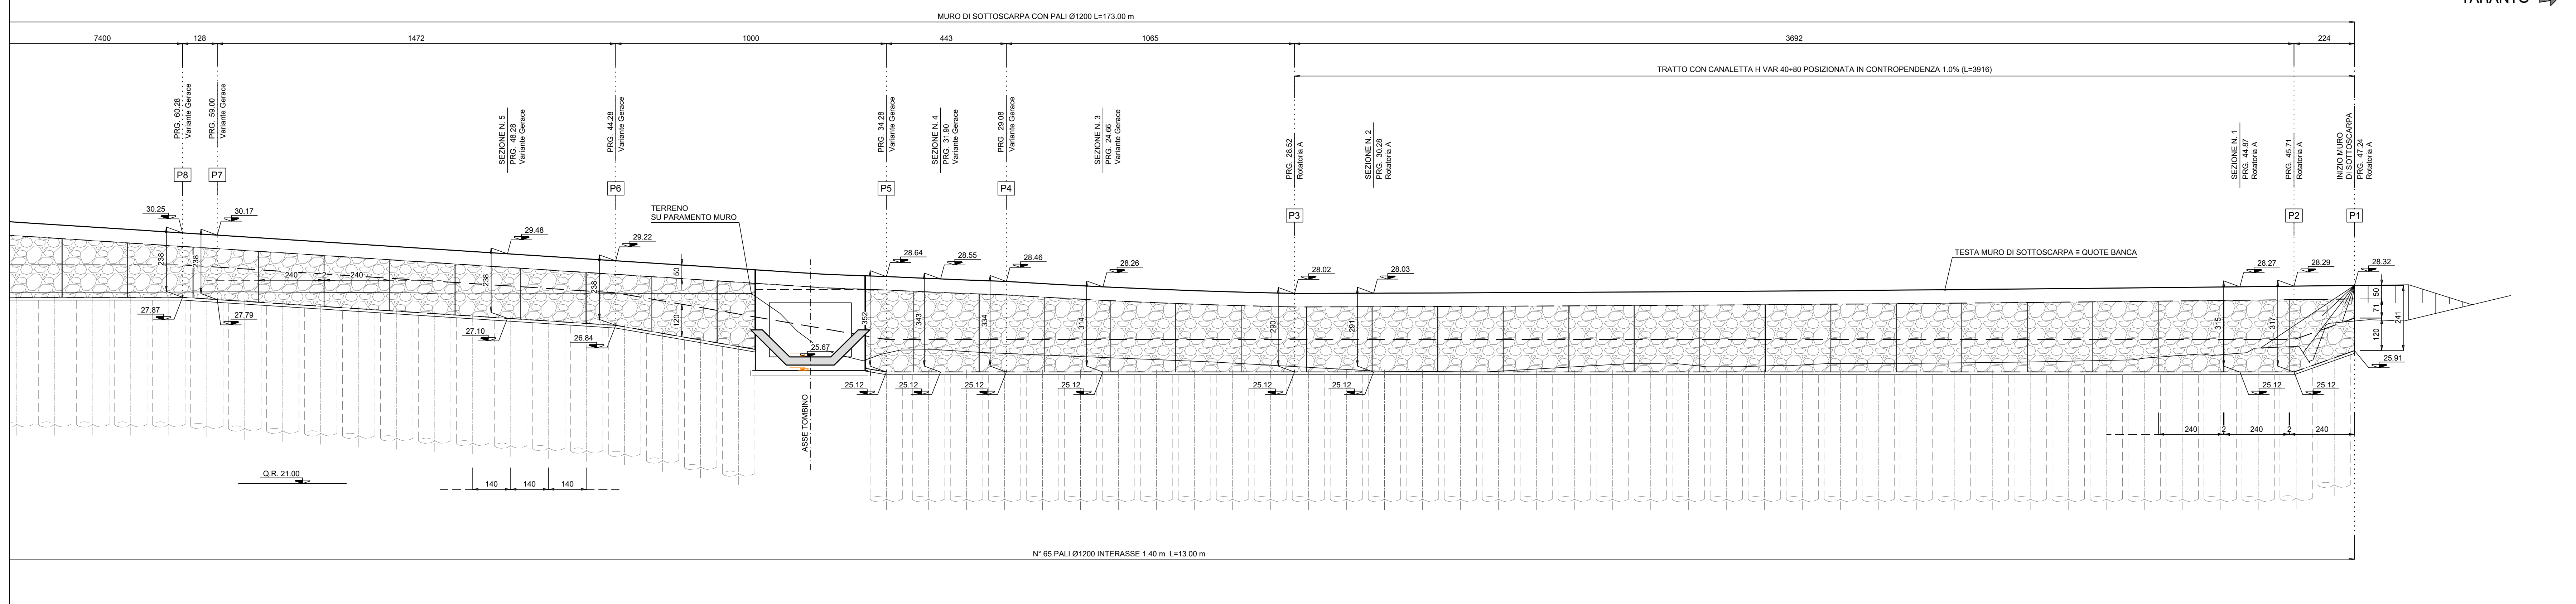 TARANTO
MURO DI SOTTOSCARPA CON PALI Ø1200 L=173.00 m
7400
128
1472
1000
443
1065
3692
224
TRATTO CON CANALETTA H VAR 40÷80 POSIZIONATA IN CONTROPENDENZA 1.0% (L=3916)
PRG. 60.28
Variante Gerace
PRG. 59.00
Variante Gerace
SEZIONE N. 5
PRG. 48.28
Variante Gerace
PRG. 44.28
Variante Gerace
PRG. 34.28
Variante Gerace
SEZIONE N. 4
PRG. 31.90
Variante Gerace
PRG. 29.08
Variante Gerace
SEZIONE N. 3
PRG. 24.66
Variante Gerace
PRG. 28.52
Rotatoria A
SEZIONE N. 2
PRG. 30.28
Rotatoria A
SEZIONE N. 1
PRG. 44.87
Rotatoria A
PRG. 45.71
Rotatoria A
INIZIO MURO
DI SOTTOSCARPA
PRG. 47.24
Rotatoria A
P8
P7
P6
P5
P4
P3
P2
P1
TERRENO
SU PARAMENTO MURO
TESTA MURO DI SOTTOSCARPA ≡ QUOTE BANCA
30.25
30.17
29.48
29.22
28.64
28.55
28.46
28.26
28.02
28.03
28.27
28.29
28.32
238
238
240
240
238
238
50
120
352
343
334
314
290
291
315
317
50
71
120
241
25.67
27.87
27.79
27.10
26.84
25.12
25.12
25.12
25.12
25.12
25.12
25.12
25.12
25.91
ASSE TOMBINO
240
2
240
2
240
Q.R. 21.00
140
140
140
N° 65 PALI Ø1200 INTERASSE 1.40 m L=13.00 m